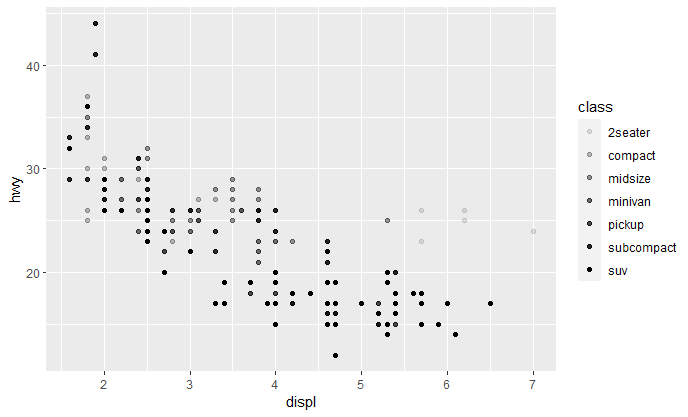 hwy
40
30
20
2
3
4
5
6
7
displ
class
2seater
compact
midsize
minivan
pickup
subcompact
suv